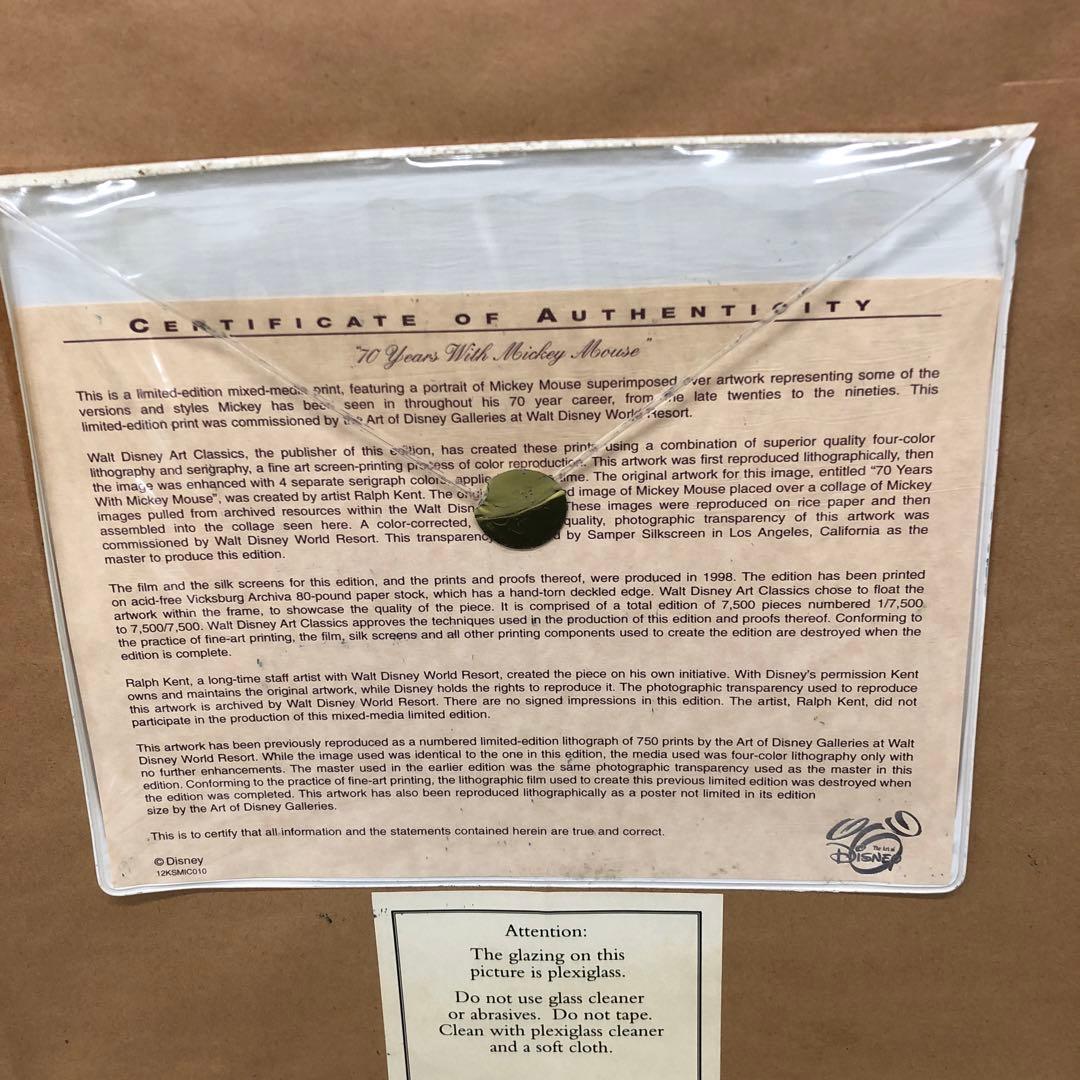 CERTIFICATE OF AUTHENTICITY
"70 Years With Mickey Mouse"
This is a limited-edition mixed-media print, featuring a portrait of Mickey Mouse superimposed over artwork representing some of the
versions and styles Mickey has been seen in throughout his 70 year career, from the late twenties to the nineties. This
limited-edition print was commissioned by the Art of Disney Galleries at Walt Disney World Resort.
Walt Disney Art Classics, the publisher of this edition, has created these prints using a combination of superior quality four-color
lithography and serigraphy, a fine art screen-printing process of color reproduction. This artwork was first reproduced lithographically, then
the image was enhanced with 4 separate serigraph colors applie ime. The original artwork for this image, entitled "70 Years
With Mickey Mouse", was created by artist Ralph Kent. The orig d image of Mickey Mouse placed over a collage of Mickey
images pulled from archived resources within the Walt Disn These images were reproduced on rice paper and then
assembled into the collage seen here. A color-corrected, quality, photographic transparency of this artwork was
commissioned by Walt Disney World Resort. This transparency by Samper Silkscreen in Los Angeles, California as the
master to produce this edition.
The film and the silk screens for this edition, and the prints and proofs thereof, were produced in 1998. The edition has been printed
on acid-free Vicksburg Archiva 80-pound paper stock, which has a hand-torn deckled edge. Walt Disney Art Classics chose to float the
artwork within the frame, to showcase the quality of the piece. It is comprised of a total edition of 7,500 pieces numbered 1/7,500
to 7,500/7,500. Walt Disney Art Classics approves the techniques used in the production of this edition and proofs thereof. Conforming to
the practice of fine-art printing, the film, silk screens and all other printing components used to create the edition are destroyed when the
edition is complete.
Ralph Kent, a long-time staff artist with Walt Disney World Resort, created the piece on his own initiative. With Disney's permission Kent
owns and maintains the original artwork, while Disney holds the rights to reproduce it. The photographic transparency used to reproduce
this artwork is archived by Walt Disney World Resort. There are no signed impressions in this edition. The artist, Ralph Kent, did not
participate in the production of this mixed-media limited edition.
This artwork has been previously reproduced as a numbered limited-edition lithograph of 750 prints by the Art of Disney Galleries at Walt
Disney World Resort. While the image used was identical to the one in this edition, the media used was four-color lithography only with
no further enhancements. The master used in the earlier edition was the same photographic transparency used as the master in this
edition. Conforming to the practice of fine-art printing, the lithographic film used to create this previous limited edition was destroyed when
the edition was completed. This artwork has also been reproduced lithographically as a poster not limited in its edition
size by the Art of Disney Galleries.
This is to certify that all information and the statements contained herein are true and correct.
The Art of
DISNEY
© Disney
12KSMIC010
Attention:
The glazing on this
picture is plexiglass.
Do not use glass cleaner
or abrasives. Do not tape.
Clean with plexiglass cleaner
and a soft cloth.